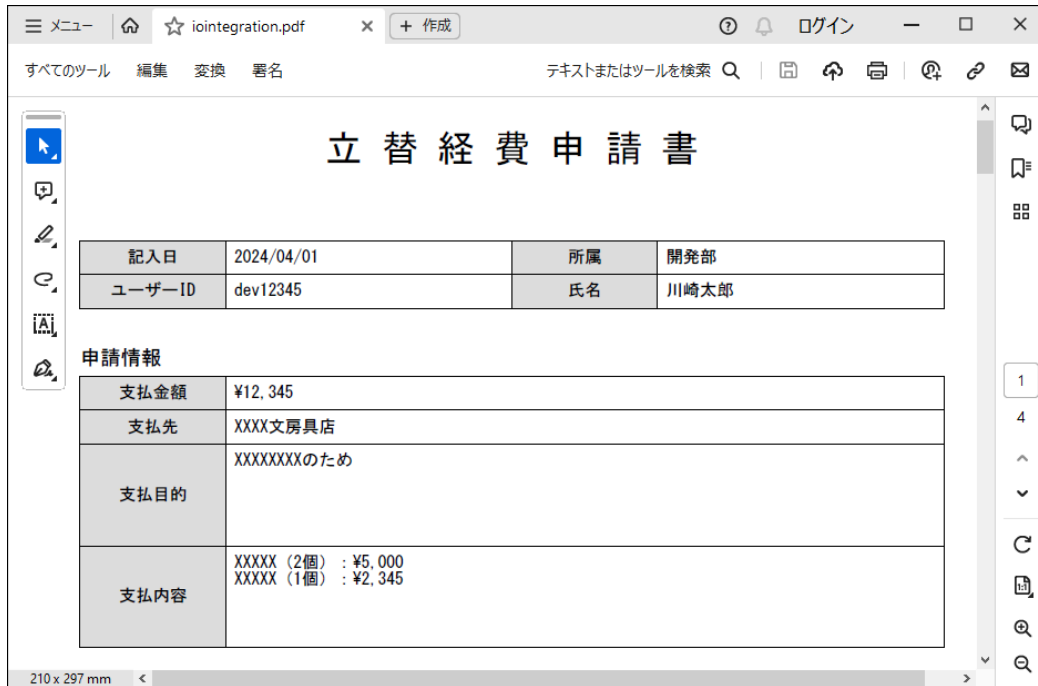 メニュー iointegration.pdf × + 作成 ログイン
すべてのツール 編集 変換 署名 テキストまたはツールを検索
立替経費申請書
記入日 2024/04/01 所属 開発部
ユーザーID dev12345 氏名 川崎太郎
申請情報
支払金額 ¥12,345
支払先 XXXX文房具店
支払目的 XXXXXXXXのため
支払内容 XXXXX（2個）：¥5,000
XXXXX（1個）：¥2,345
1
4
210 x 297 mm